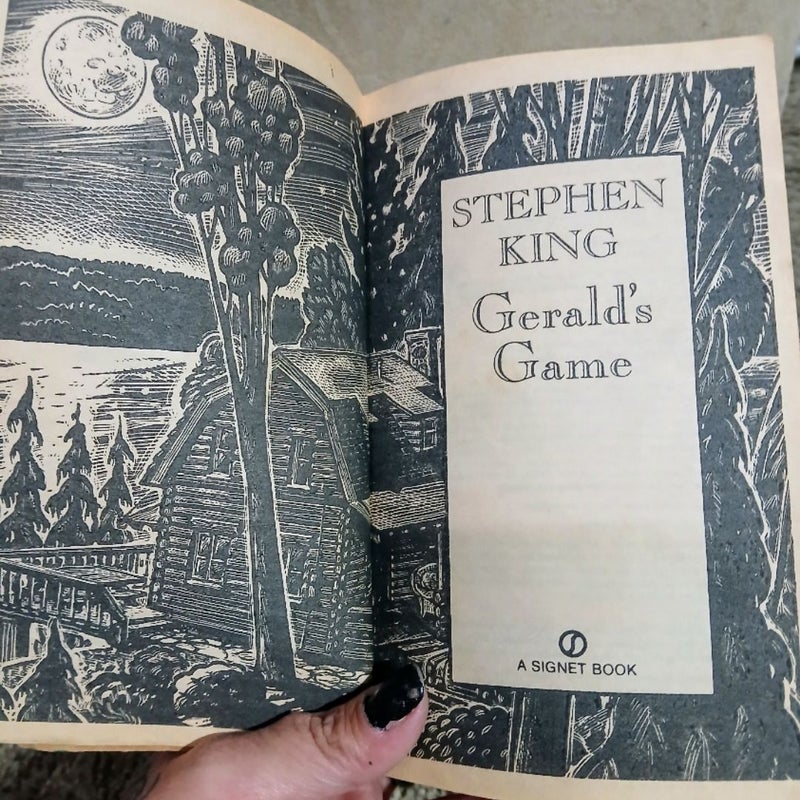 STEPHEN
KING
Gerald's
Game
A SIGNET BOOK